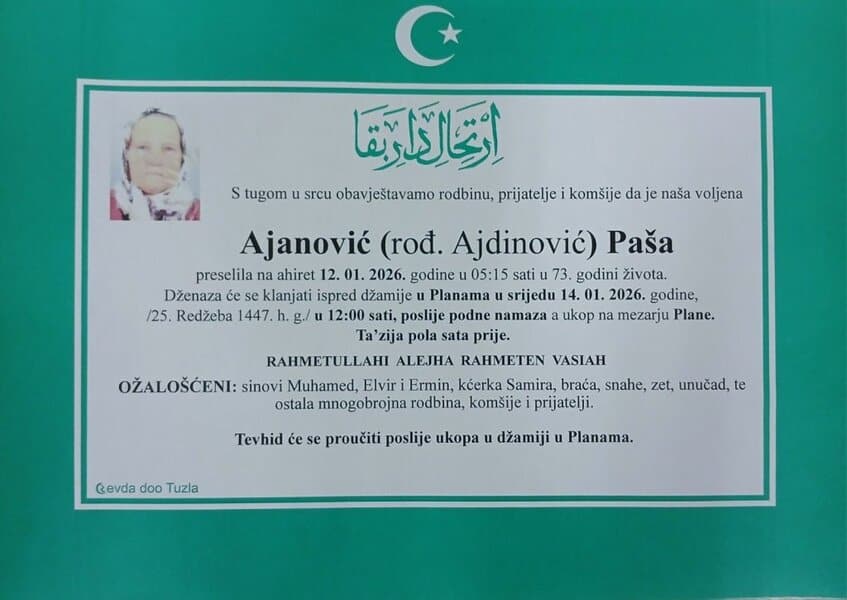 اِرْتِحَالِ دَارِ بَقَا
S tugom u srcu obavještavamo rodbinu, prijatelje i komšije da je naša voljena
Ajanović (rođ. Ajdinović) Paša
preselila na ahiret 12. 01. 2026. godine u 05:15 sati u 73. godini života.
Dženaza će se klanjati ispred džamije u Planama u srijedu 14. 01. 2026. godine,
/25. Redžeba 1447. h. g./ u 12:00 sati, poslije podne namaza a ukop na mezarju Plane.
Ta'zija pola sata prije.
RAHMETULLAHI ALEJHA RAHMETEN VASIAH
OŽALOŠĆENI: sinovi Muhamed, Elvir i Ermin, kćerka Samira, braća, snahe, zet, unučad, te
ostala mnogobrojna rodbina, komšije i prijatelji.
Tevhid će se proučiti poslije ukopa u džamiji u Planama.
Revda doo Tuzla